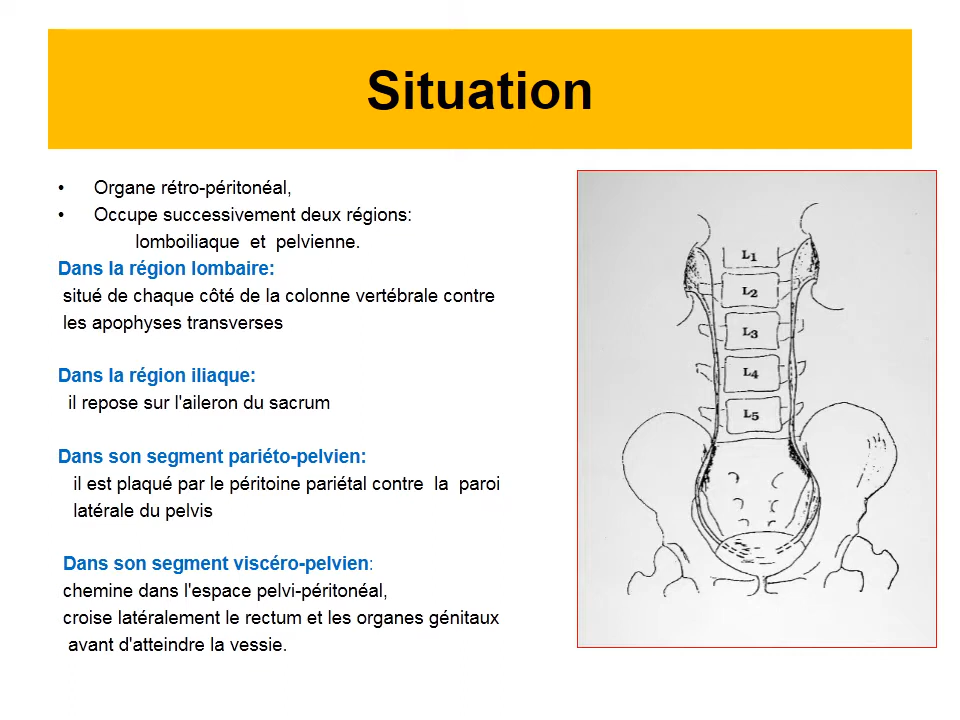 Situation
• Organe rétro-péritonéal,
• Occupe successivement deux régions:
lomboiliaque et pelvienne.
Dans la région lombaire:
situé de chaque côté de la colonne vertébrale contre
les apophyses transverses
Dans la région iliaque:
il repose sur l'aileron du sacrum
Dans son segment pariéto-pelvien:
il est plaqué par le péritoine pariétal contre la paroi
latérale du pelvis
Dans son segment viscéro-pelvien:
chemine dans l'espace pelvi-péritonéal,
croise latéralement le rectum et les organes génitaux
avant d'atteindre la vessie.
L1
L2
L3
L4
L5